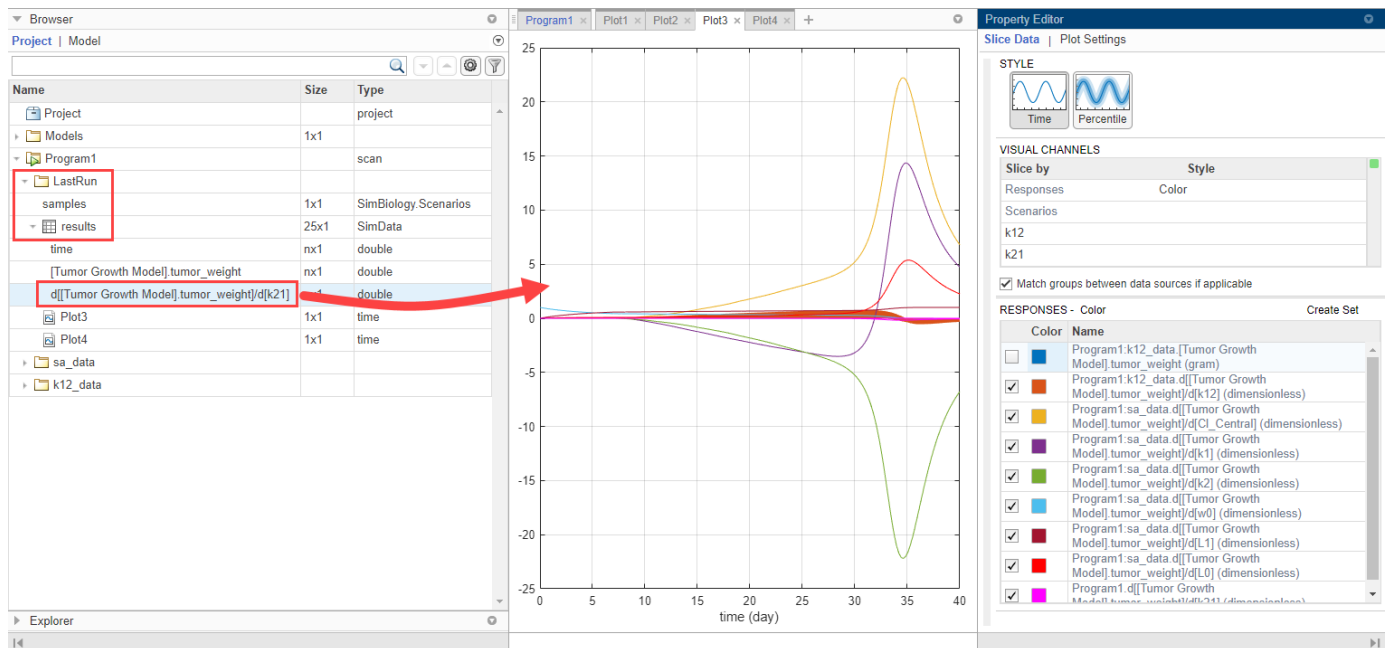 Browser
Project | Model
Name Size Type
Project project
Models 1x1
Program1 scan
LastRun
samples 1x1 SimBiology.Scenarios
results 25x1 SimData
time nx1 double
[Tumor Growth Model].tumor_weight nx1 double
d[[Tumor Growth Model].tumor_weight]/d[k21] double
Plot3 1x1 time
Plot4 1x1 time
sa_data
k12_data
Explorer
Program1 × Plot1 × Plot2 × Plot3 × Plot4 × +
25
20
15
10
5
0
-5
-10
-15
-20
-25
0 5 10 15 20 25 30 35 40
time (day)
Property Editor
Slice Data | Plot Settings
STYLE
Time Percentile
VISUAL CHANNELS
Slice by Style
Responses Color
Scenarios
k12
k21
Match groups between data sources if applicable
RESPONSES - Color Create Set
Color Name
Program1:k12_data.[Tumor Growth
Model].tumor_weight (gram)
Program1:k12_data.d[[Tumor Growth
Model].tumor_weight]/d[k12] (dimensionless)
Program1:sa_data.d[[Tumor Growth
Model].tumor_weight]/d[Cl_Central] (dimensionless)
Program1:sa_data.d[[Tumor Growth
Model].tumor_weight]/d[k1] (dimensionless)
Program1:sa_data.d[[Tumor Growth
Model].tumor_weight]/d[k2] (dimensionless)
Program1:sa_data.d[[Tumor Growth
Model].tumor_weight]/d[w0] (dimensionless)
Program1:sa_data.d[[Tumor Growth
Model].tumor_weight]/d[L1] (dimensionless)
Program1:sa_data.d[[Tumor Growth
Model].tumor_weight]/d[L0] (dimensionless)
Program1.d[[Tumor Growth
Model].tumor_weight]/d[k21] (dimensionless)